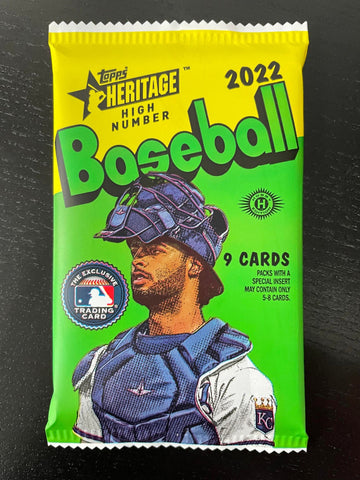 Topps
HERITAGE™
HIGH
NUMBER
2022
Baseball
H
9 CARDS
PACKS WITH A
SPECIAL INSERT
MAY CONTAIN ONLY
5-8 CARDS.
THE EXCLUSIVE
TRADING
CARD
KC